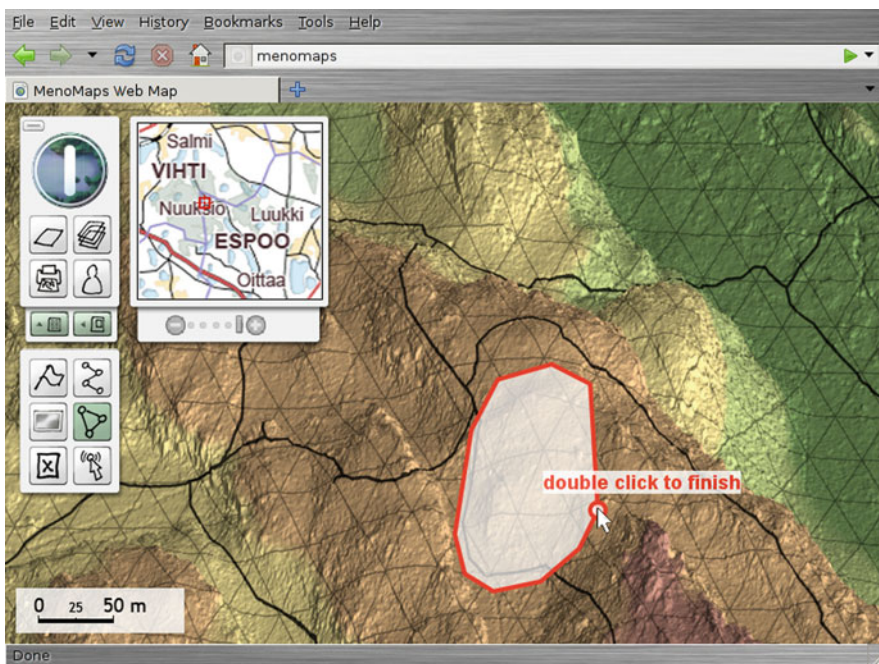 File Edit View History Bookmarks Tools Help
menomaps
MenoMaps Web Map
Salmi
VIHTI
Nuuksio
Luukki
ESPOO
Oittaa
double click to finish
0 25 50 m
Done